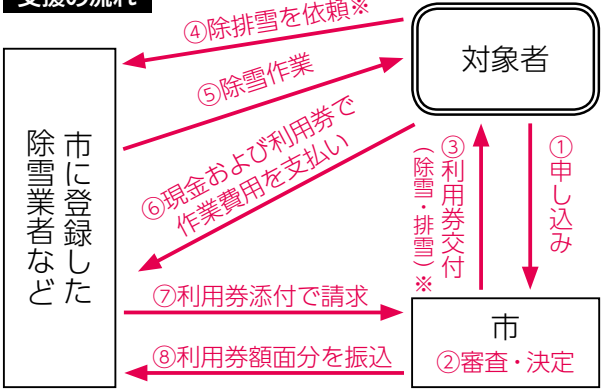 支援の流れ
④除排雪を依頼※
対象者
⑤除雪作業
市に登録した
除雪業者など
⑥現金および利用券で
作業費用を支払い
③利用券交付
（除雪・排雪）※
①申し込み
⑦利用券添付で請求
市
②審査・決定
⑧利用券額面分を振込